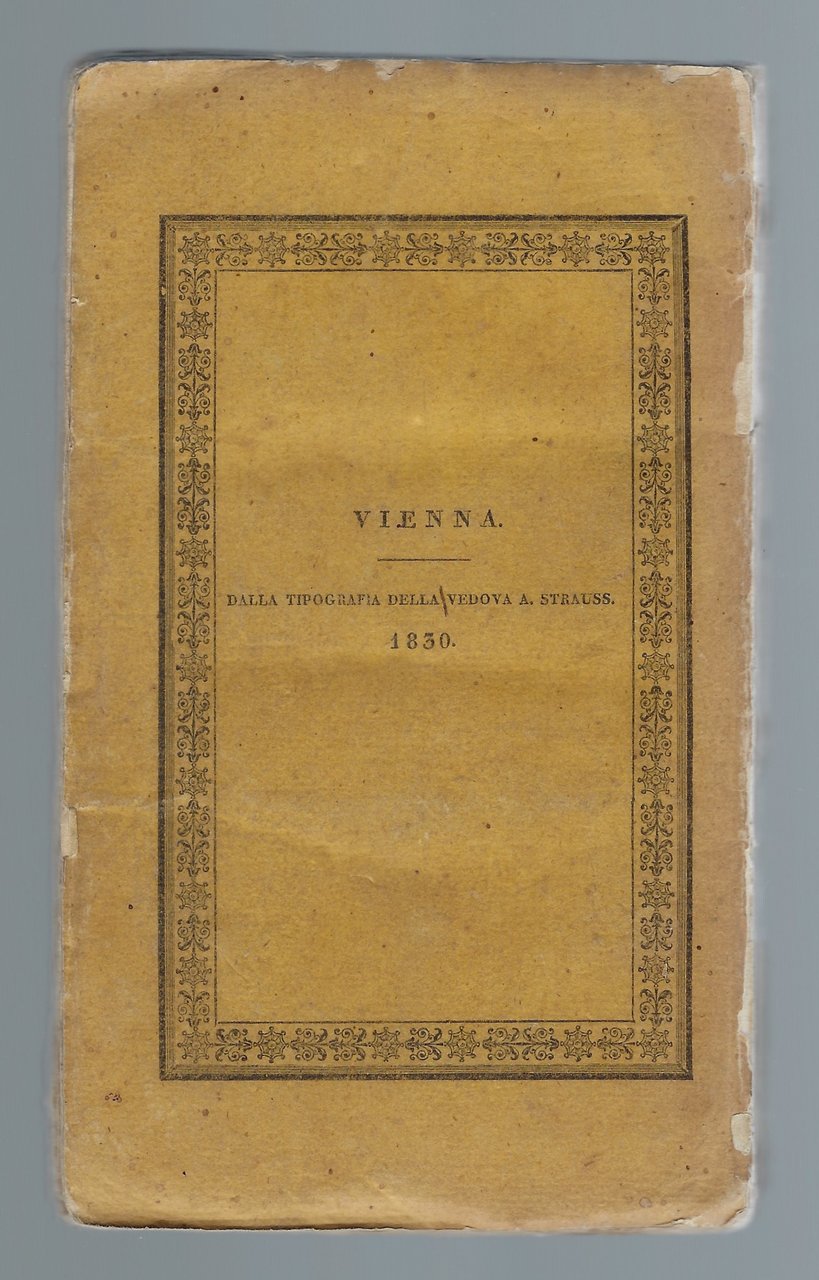 VIENNA.
DALLA TIPOGRAFIA DELLA VEDOVA A. STRAUSS.
1830.